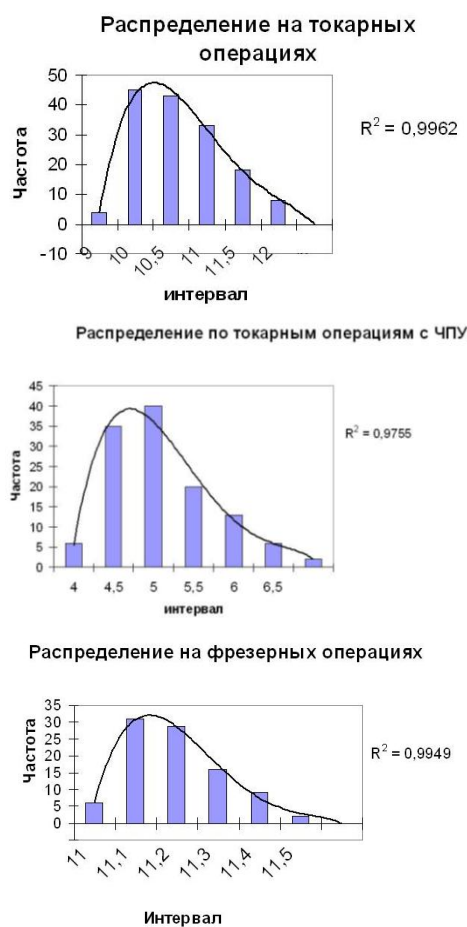 Распределение на токарных
операциях
50
40
30
20
10
0
-10
Частота
9
10
10,5
11
11,5
12
...
интервал
R² = 0,9962
Распределение по токарным операциям с ЧПУ
45
40
35
30
25
20
15
10
5
0
Частота
4 4,5 5 5,5 6 6,5
интервал
R² = 0,9755
Распределение на фрезерных операциях
35
30
25
20
15
10
5
0
Частота
11
11,1
11,2
11,3
11,4
11,5
Интервал
R² = 0,9949